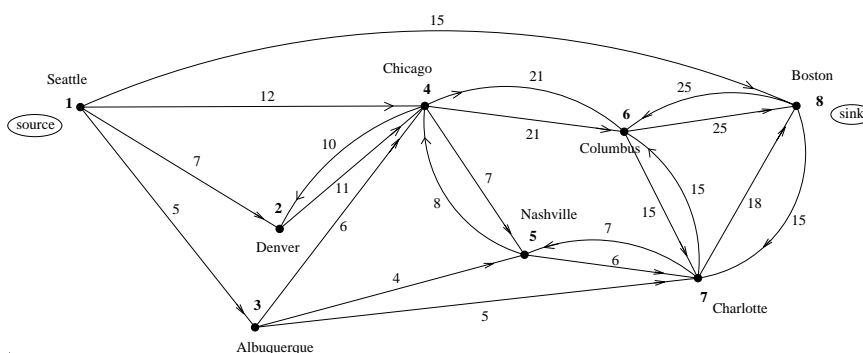 15
Seattle
Chicago
Boston
1
12
4
21
25
8
source
sink
6
21
25
Columbus
10
7
11
2
7
15
5
6
8
Nashville
15
18
15
Denver
7
5
6
4
3
5
7
Charlotte
Albuquerque